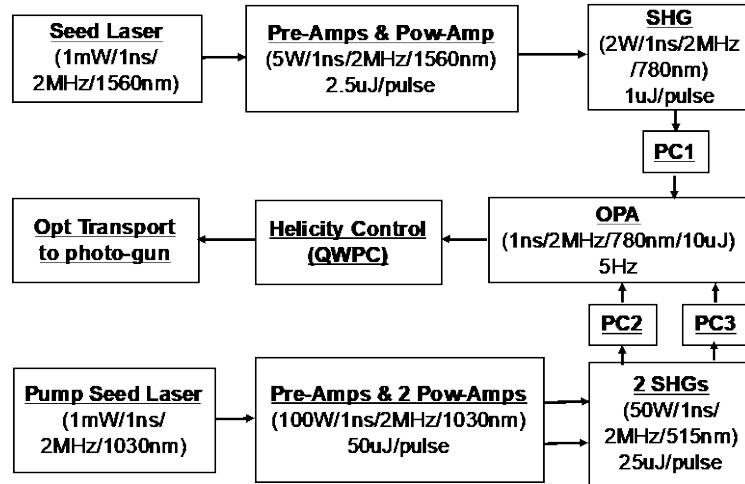 Seed Laser
(1mW/1ns/
2MHz/1560nm)
Pre-Amps & Pow-Amp
(5W/1ns/2MHz/1560nm)
2.5uJ/pulse
SHG
(2W/1ns/2MHz
/780nm)
1uJ/pulse
PC1
Opt Transport
to photo-gun
Helicity Control
(QWPC)
OPA
(1ns/2MHz/780nm/10uJ)
5Hz
PC2
PC3
Pump Seed Laser
(1mW/1ns/
2MHz/1030nm)
Pre-Amps & 2 Pow-Amps
(100W/1ns/2MHz/1030nm)
50uJ/pulse
2 SHGs
(50W/1ns/
2MHz/515nm)
25uJ/pulse